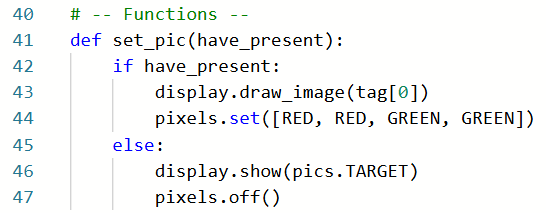 40 # -- Functions --
41 def set_pic(have_present):
42     if have_present:
43         display.draw_image(tag[0])
44         pixels.set([RED, RED, GREEN, GREEN])
45     else:
46         display.show(pics.TARGET)
47         pixels.off()